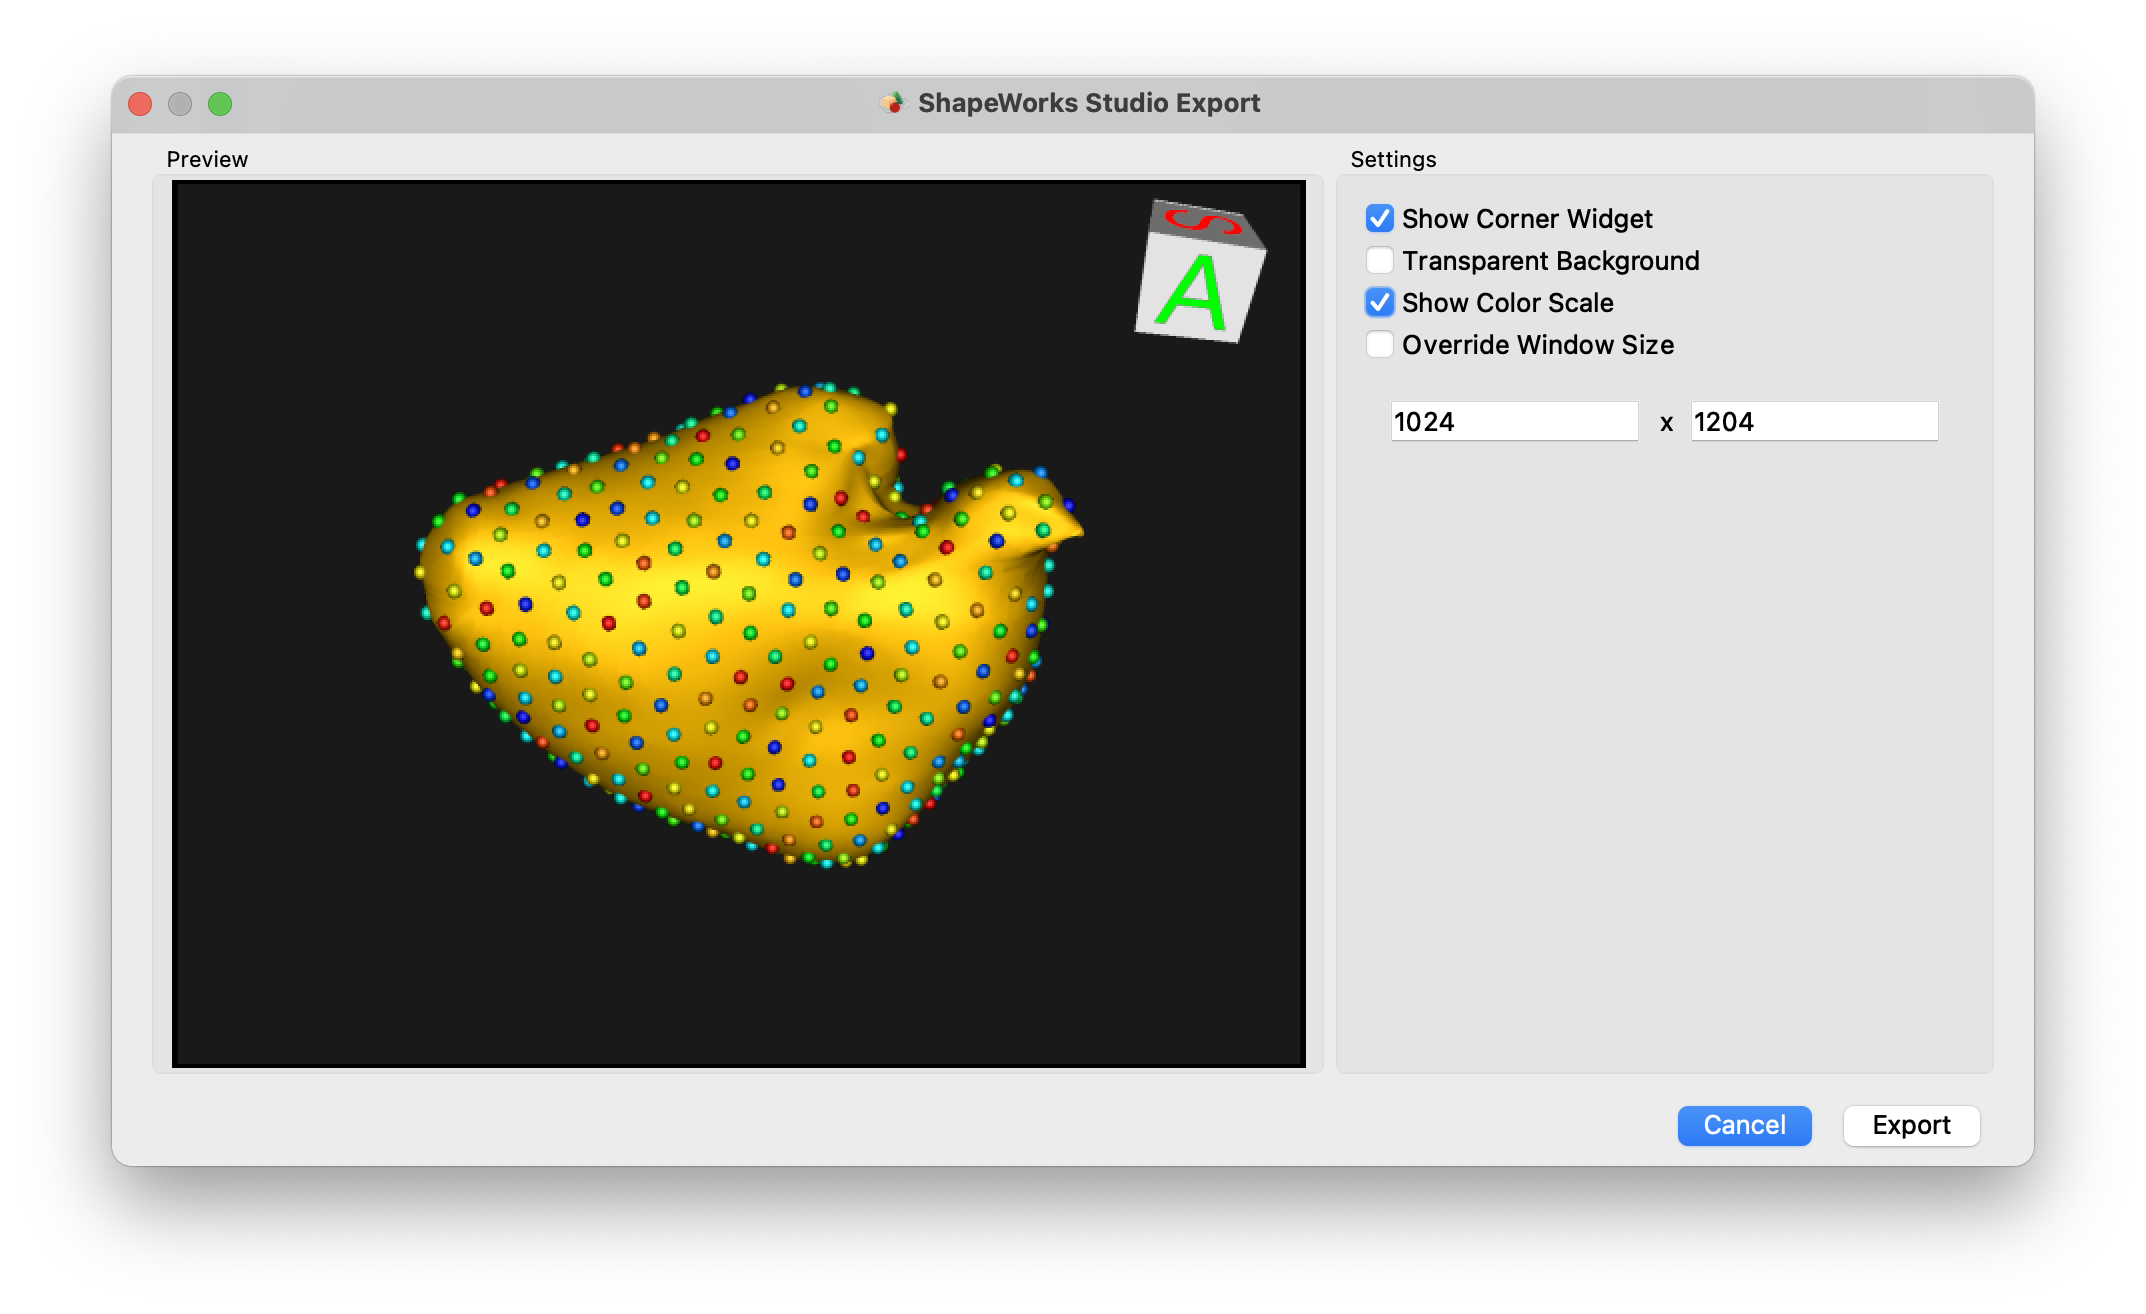 ShapeWorks Studio Export
Preview
Settings
S
A
Show Corner Widget
Transparent Background
Show Color Scale
Override Window Size
1024 x 1204
Cancel Export